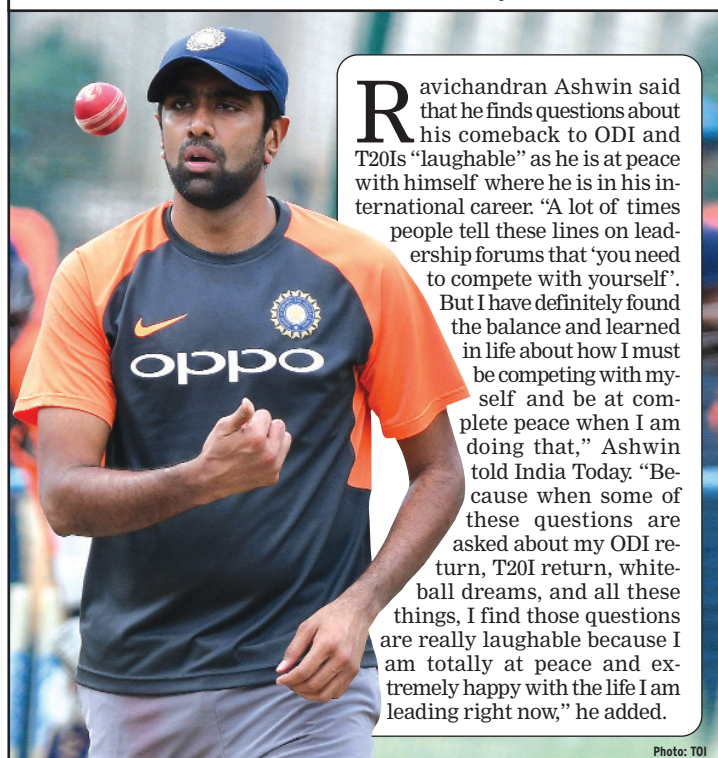 Ravichandran Ashwin said
that he finds questions about
his comeback to ODI and
T20Is “laughable” as he is at peace
with himself where he is in his in-
ternational career. “A lot of times
people tell these lines on lead-
ership forums that ‘you need
to compete with yourself’.
But I have definitely found
the balance and learned
in life about how I must
be competing with my-
self and be at com-
plete peace when I am
doing that,” Ashwin
told India Today. “Be-
cause when some of
these questions are
asked about my ODI re-
turn, T20I return, white-
ball dreams, and all these
things, I find those questions
are really laughable because I
am totally at peace and ex-
tremely happy with the life I am
leading right now,” he added.
oppo
Photo: TOI